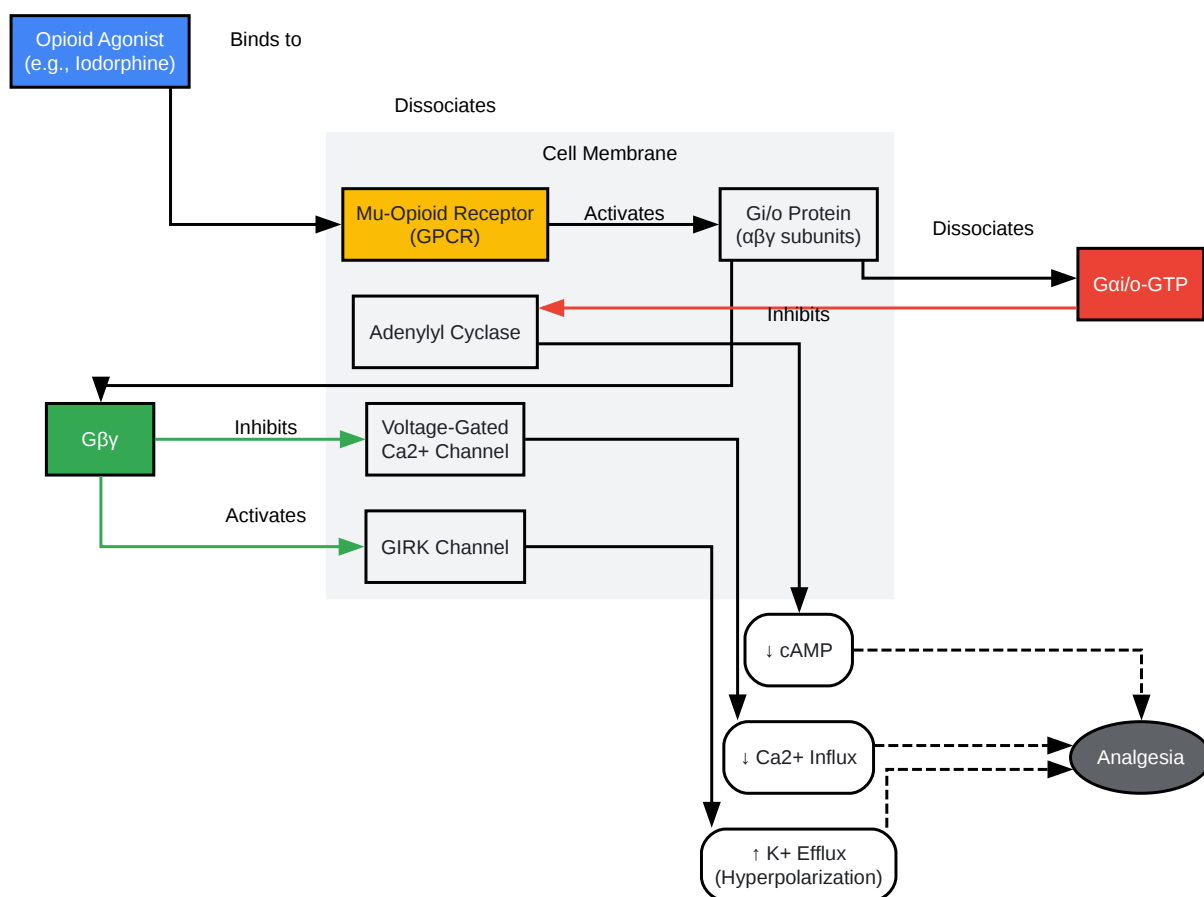 Opioid Agonist
(e.g., Iodorphine)
Binds to
Dissociates
Cell Membrane
Mu-Opioid Receptor
(GPCR)
Activates
Gi/o Protein
(αβγ subunits)
Dissociates
Gαi/o-GTP
Inhibits
Adenylyl Cyclase
Gβγ
Inhibits
Voltage-Gated
Ca2+ Channel
Activates
GIRK Channel
↓ cAMP
↓ Ca2+ Influx
Analgesia
↑ K+ Efflux
(Hyperpolarization)